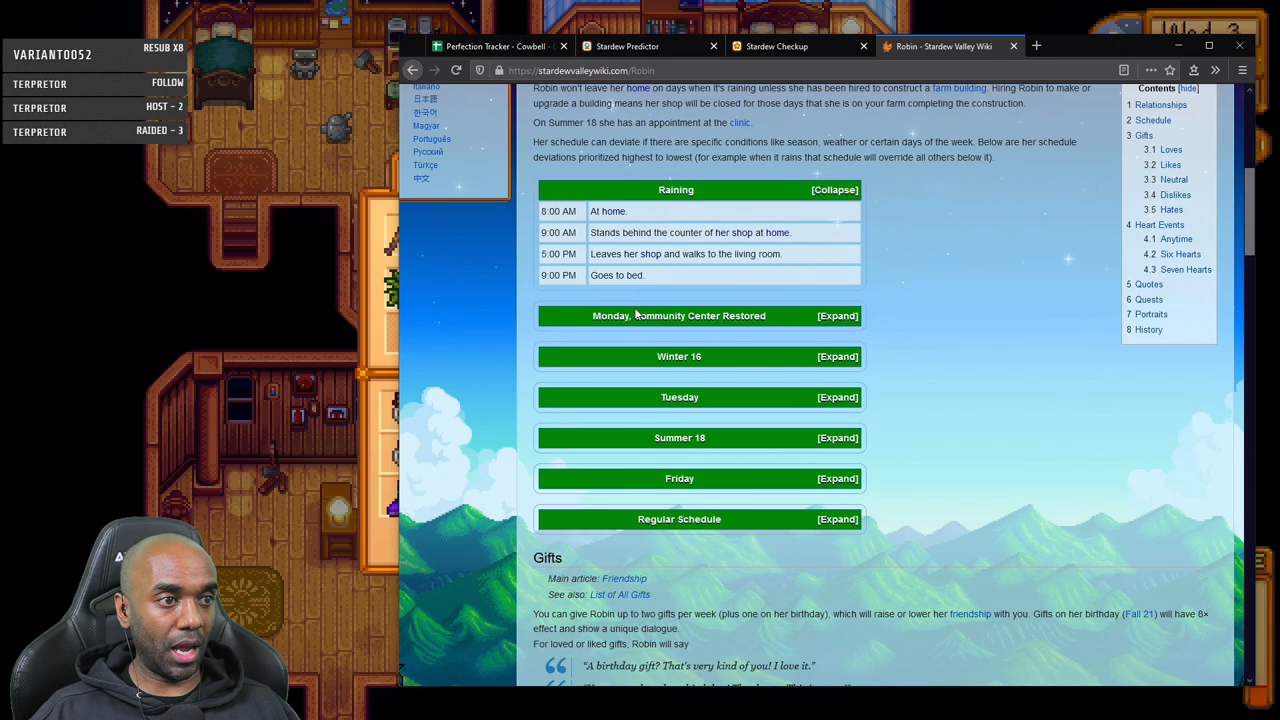 VARIANT0052 RESUB X8
TERPRETOR FOLLOW
TERPRETOR HOST - 2
TERPRETOR RAIDED - 3
Perfection Tracker - Cowbell -
Stardew Predictor
Stardew Checkup
Robin - Stardew Valley Wiki
https://stardewvalleywiki.com/Robin
Italiano
日本語
한국어
Magyar
Português
Русский
Türkçe
中文
Robin won't leave her home on days when it's raining unless she has been hired to construct a farm building. Hiring Robin to make or
upgrade a building means her shop will be closed for those days that she is on your farm completing the construction.
On Summer 18 she has an appointment at the clinic.
Her schedule can deviate if there are specific conditions like season, weather or certain days of the week. Below are her schedule
deviations prioritized highest to lowest (for example when it rains that schedule will override all others below it).
Raining [Collapse]
8:00 AM At home.
9:00 AM Stands behind the counter of her shop at home.
5:00 PM Leaves her shop and walks to the living room.
9:00 PM Goes to bed.
Monday, Community Center Restored [Expand]
Winter 16 [Expand]
Tuesday [Expand]
Summer 18 [Expand]
Friday [Expand]
Regular Schedule [Expand]
Gifts
Main article: Friendship
See also: List of All Gifts
You can give Robin up to two gifts per week (plus one on her birthday), which will raise or lower her friendship with you. Gifts on her birthday (Fall 21) will have 8×
effect and show a unique dialogue.
For loved or liked gifts, Robin will say
“A birthday gift? That's very kind of you! I love it.”
Contents [hide]
1 Relationships
2 Schedule
3 Gifts
3.1 Loves
3.2 Likes
3.3 Neutral
3.4 Dislikes
3.5 Hates
4 Heart Events
4.1 Anytime
4.2 Six Hearts
4.3 Seven Hearts
5 Quotes
6 Quests
7 Portraits
8 History